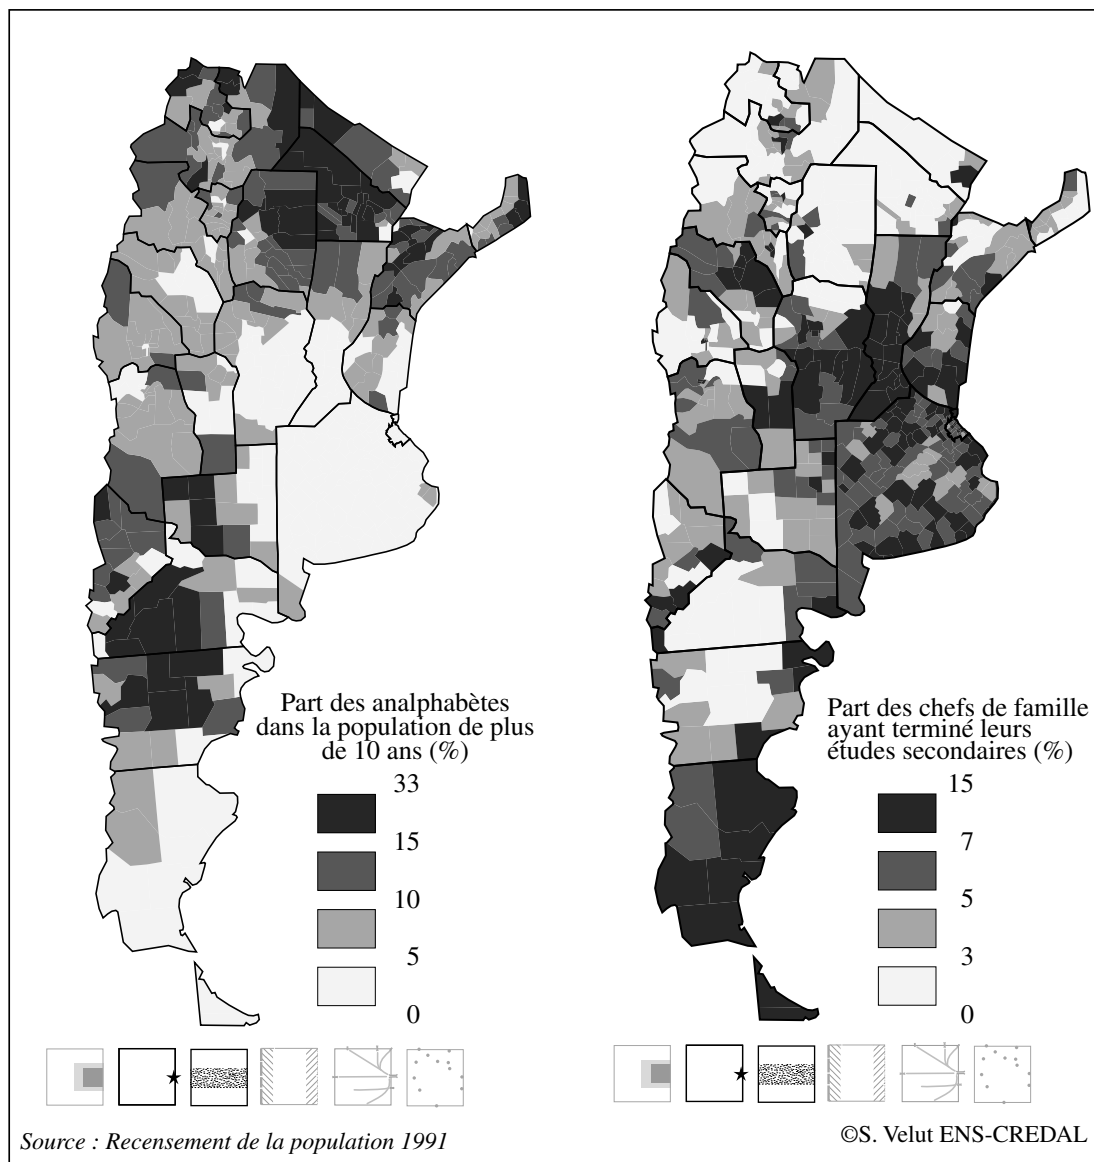 Part des analphabètes
dans la population de plus
de 10 ans (%)
33
15
10
5
0
Part des chefs de famille
ayant terminé leurs
études secondaires (%)
15
7
5
3
0
Source : Recensement de la population 1991
©S. Velut ENS-CREDAL